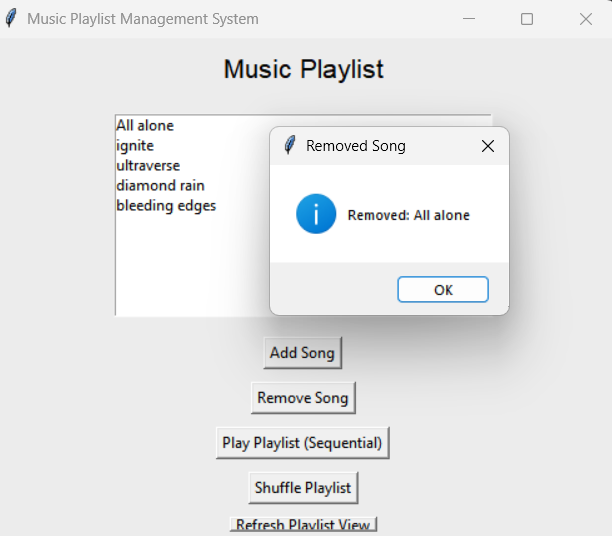 Music Playlist Management System
Music Playlist
All alone
ignite
ultraverse
diamond rain
bleeding edges
Removed Song
Removed: All alone
OK
Add Song
Remove Song
Play Playlist (Sequential)
Shuffle Playlist
Refresh Playlist View